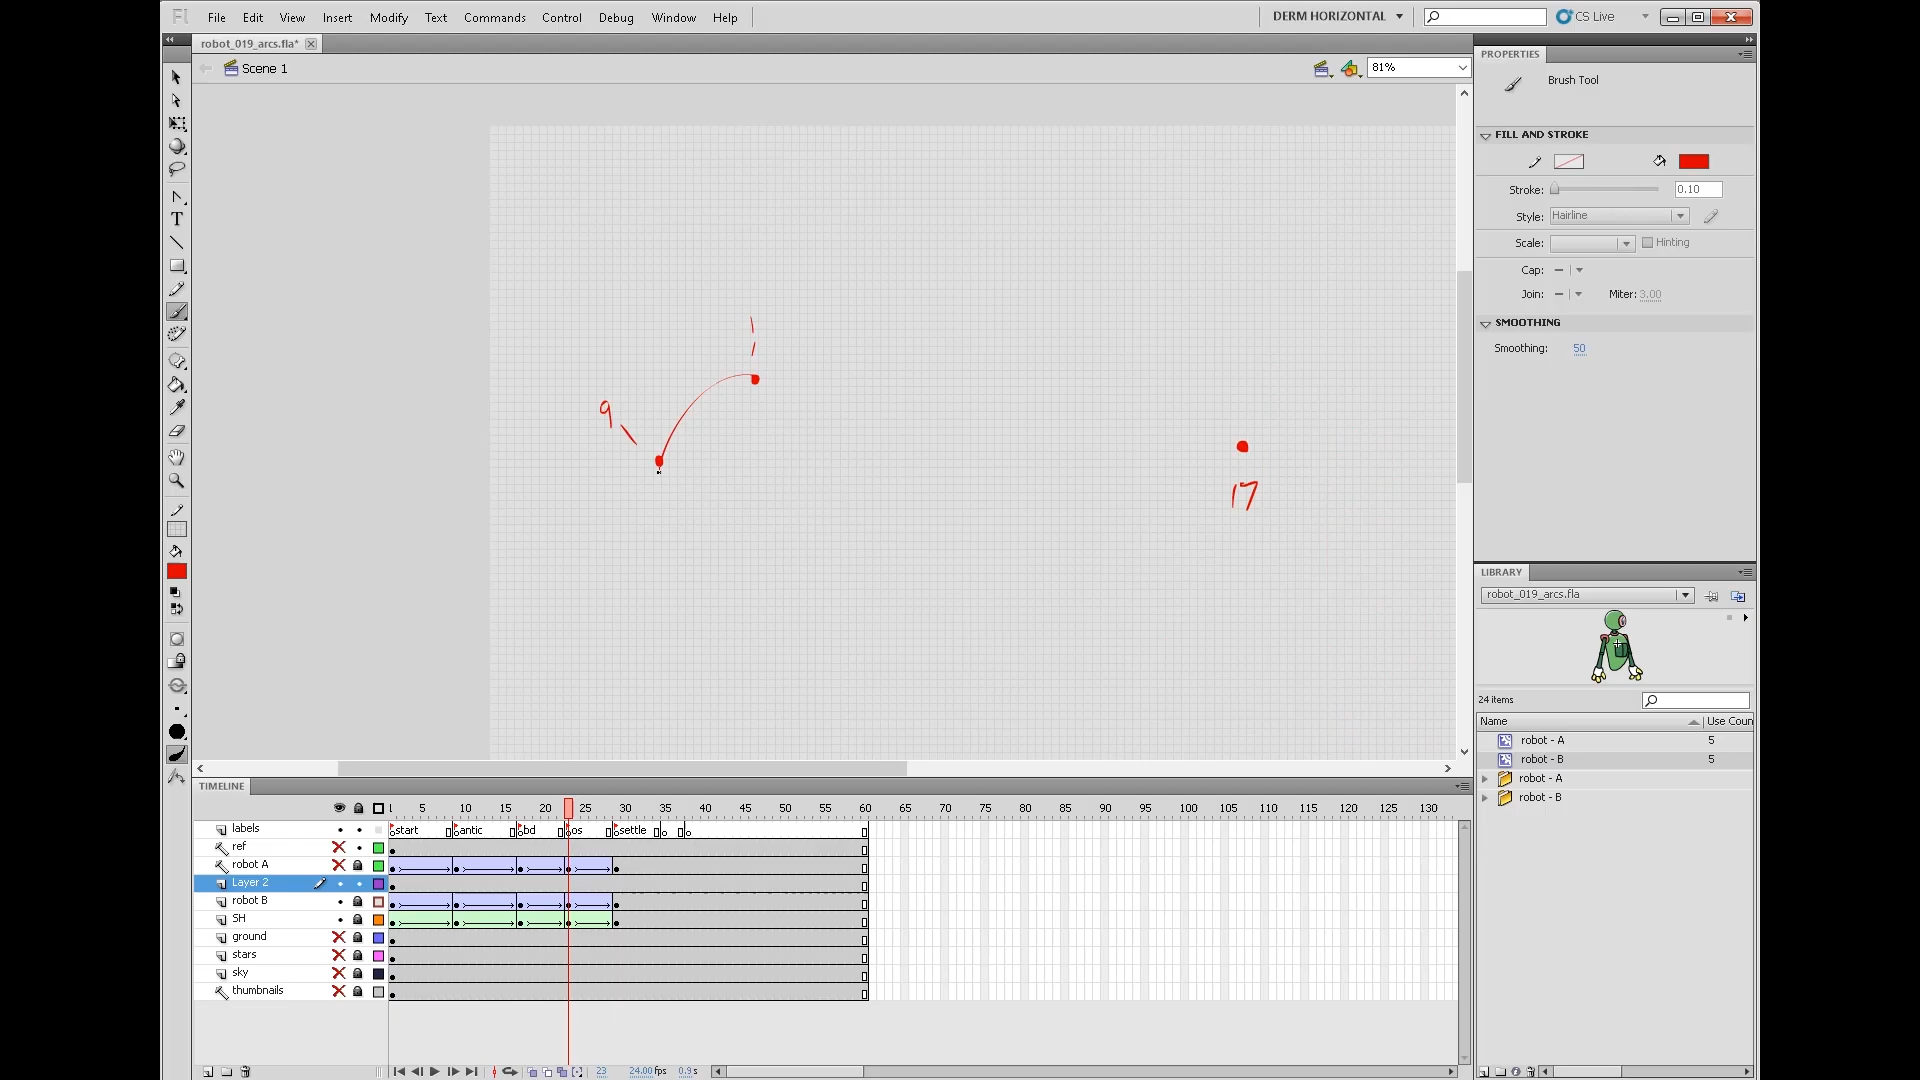 Fl File Edit View Insert Modify Text Commands Control Debug Window Help DERM HORIZONTAL CS Live
robot_019_arcs.fla*
Scene 1 81%
PROPERTIES
Brush Tool
FILL AND STROKE
Stroke: 0.10
Style: Hairline
Scale: Hinting
Cap:
Join: Miter: 3.00
SMOOTHING
Smoothing: 50
1
9
17
LIBRARY
robot_019_arcs.fla
24 items
Name Use Coun
robot - A 5
robot - B 5
robot - A
robot - B
TIMELINE
5 10 15 20 25 30 35 40 45 50 55 60 65 70 75 80 85 90 95 100 105 110 115 120 125 130
labels start antic bd os settle
ref
robot A
Layer 2
robot B
SH
ground
stars
sky
thumbnails
23 24.00 fps 0.9 s